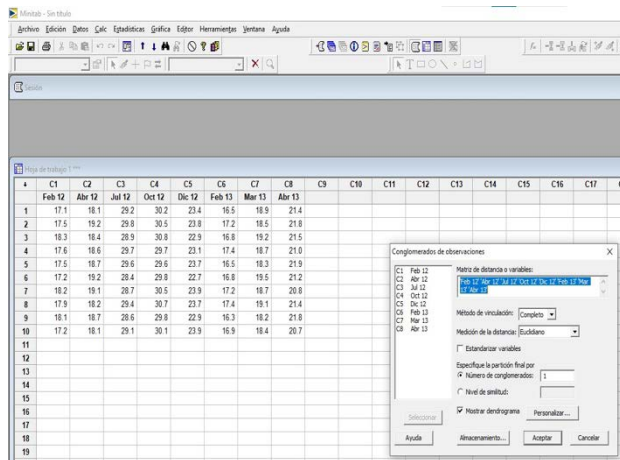 Minitab - Sin título
Archivo Edición Datos Calc Estadísticas Gráfica Editor Herramientas Ventana Ayuda
Sesión
Hoja de trabajo 1 ***
C1 C2 C3 C4 C5 C6 C7 C8 C9 C10 C11 C12 C13 C14 C15 C16 C17
Feb 12 Abr 12 Jul 12 Oct 12 Dic 12 Feb 13 Mar 13 Abr 13
1 17.1 18.1 29.2 30.2 23.4 16.5 18.9 21.4
2 17.5 19.2 29.8 30.5 23.8 17.2 18.5 21.8
3 18.3 18.4 28.9 30.8 22.9 16.8 19.2 21.5
4 17.6 18.6 29.7 29.7 23.1 17.4 18.7 21.0
5 17.5 18.7 29.6 29.6 23.7 16.5 18.3 21.9
6 17.2 19.2 28.4 29.8 22.7 16.8 19.5 21.2
7 18.2 19.1 28.7 30.5 23.9 17.2 18.7 20.8
8 17.9 18.2 29.4 30.7 23.7 17.4 19.1 21.4
9 18.1 18.7 28.6 29.8 22.9 16.3 18.2 21.8
10 17.2 18.1 29.1 30.1 23.9 16.9 18.4 20.7
11
12
13
14
15
16
17
18
19
Conglomerados de observaciones X
C1 Feb 12
C2 Abr 12
C3 Jul 12
C4 Oct 12
C5 Dic 12
C6 Feb 13
C7 Mar 13
C8 Abr 13
Matriz de distancia o variables:
'Feb 12' 'Abr 12' 'Jul 12' 'Oct 12' 'Dic 12' 'Feb 13' 'Mar
13' 'Abr 13'
Método de vinculación: Completo
Medición de la distancia: Euclidiano
Estandarizar variables
Especifique la partición final por
Número de conglomerados: 1
Nivel de similitud:
Mostrar dendrograma Personalizar...
Seleccionar
Ayuda Almacenamiento... Aceptar Cancelar